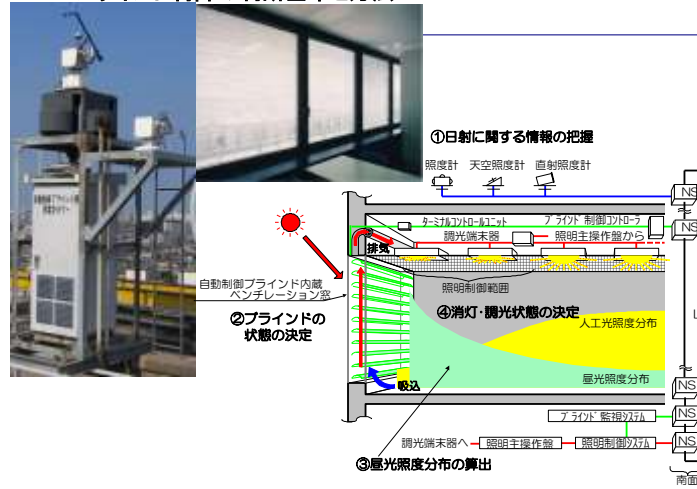 ①日射に関する情報の把握
照度計 天空照度計 直射照度計
NS
NS
ターミナルコントロールユニット
ブラインド制御コントローラ
調光端末器
照明主操作盤から
排気
自動制御ブラインド内蔵
ベンチレーション窓
照明制御範囲
②ブラインドの
状態の決定
④消灯・調光状態の決定
人工光照度分布
昼光照度分布
吸込
NS
ブラインド監視システム
NS
調光端末器へ
照明主操作盤
照明制御システム
NS
③昼光照度分布の算出
南面